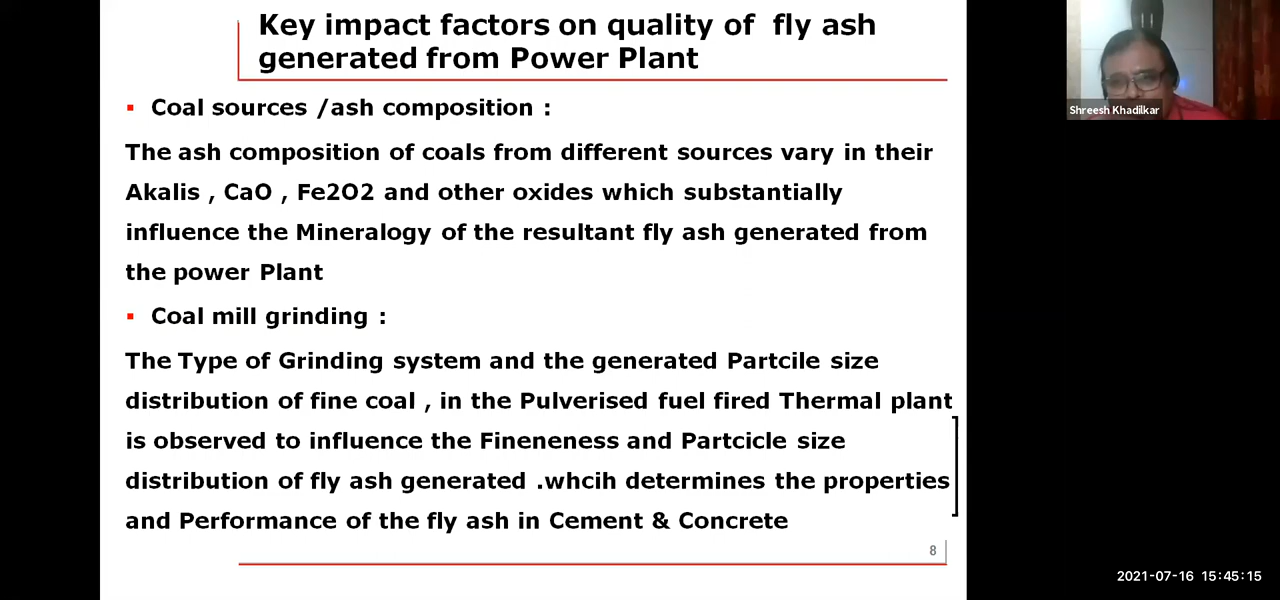 Key impact factors on quality of fly ash
generated from Power Plant
Shreesh Khadilkar
▪ Coal sources /ash composition :
The ash composition of coals from different sources vary in their
Akalis , CaO , Fe2O2 and other oxides which substantially
influence the Mineralogy of the resultant fly ash generated from
the power Plant
▪ Coal mill grinding :
The Type of Grinding system and the generated Partcile size
distribution of fine coal , in the Pulverised fuel fired Thermal plant
is observed to influence the Fineneness and Partcicle size
distribution of fly ash generated .whcih determines the properties
and Performance of the fly ash in Cement & Concrete
8
2021-07-16 15:45:15